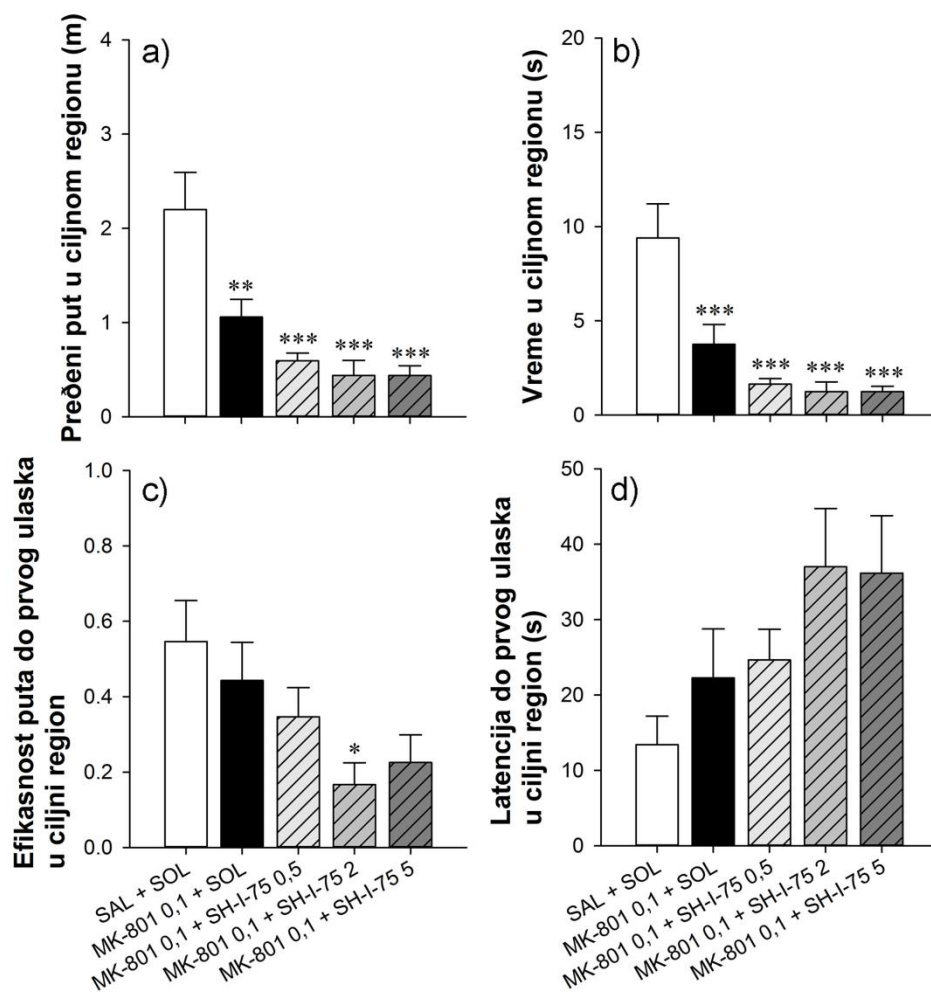 a)
Pređeni put u ciljnom regionu (m)
4
3
2
1
0
**
***
***
***
b)
Vreme u ciljnom regionu (s)
20
15
10
5
0
***
***
***
***
c)
Efikasnost puta do prvog ulaska
u ciljni region
1.0
0.8
0.6
0.4
0.2
0.0
*
SAL + SOL
MK-801 0,1 + SOL
MK-801 0,1 + SH-I-75 0,5
MK-801 0,1 + SH-I-75 2
MK-801 0,1 + SH-I-75 5
d)
Latencija do prvog ulaska
u ciljni region (s)
50
40
30
20
10
0
SAL + SOL
MK-801 0,1 + SOL
MK-801 0,1 + SH-I-75 0,5
MK-801 0,1 + SH-I-75 2
MK-801 0,1 + SH-I-75 5